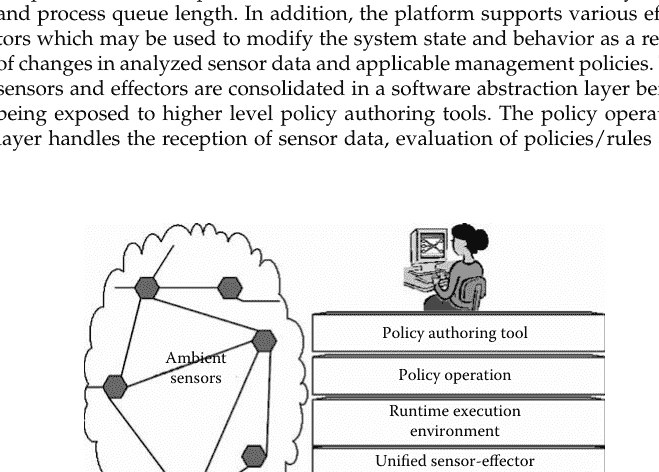 and process queue length. In addition, the platform supports various ef
tors which may be used to modify the system state and behavior as a re
of changes in analyzed sensor data and applicable management policies.
sensors and effectors are consolidated in a software abstraction layer be
being exposed to higher level policy authoring tools. The policy operat
layer handles the reception of sensor data, evaluation of policies/rules
Ambient
sensors
Policy authoring tool
Policy operation
Runtime execution
environment
Unified sensor-effector